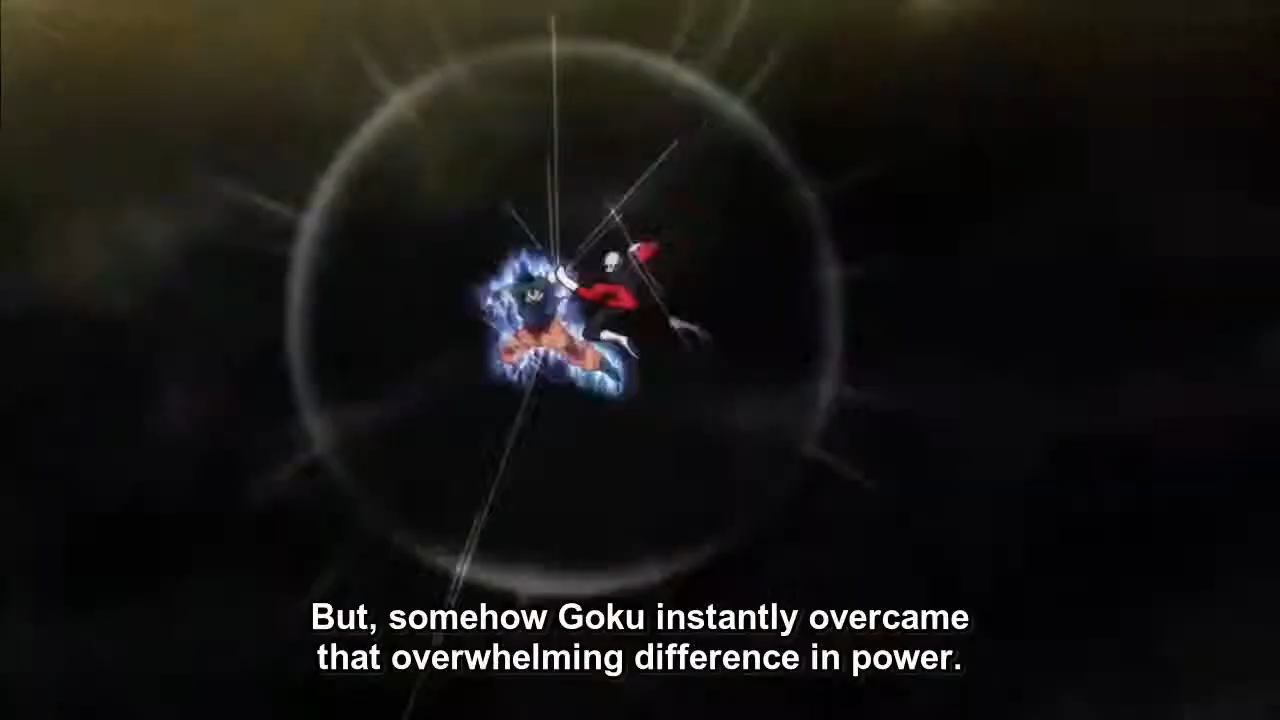 But, somehow Goku instantly overcame
that overwhelming difference in power.